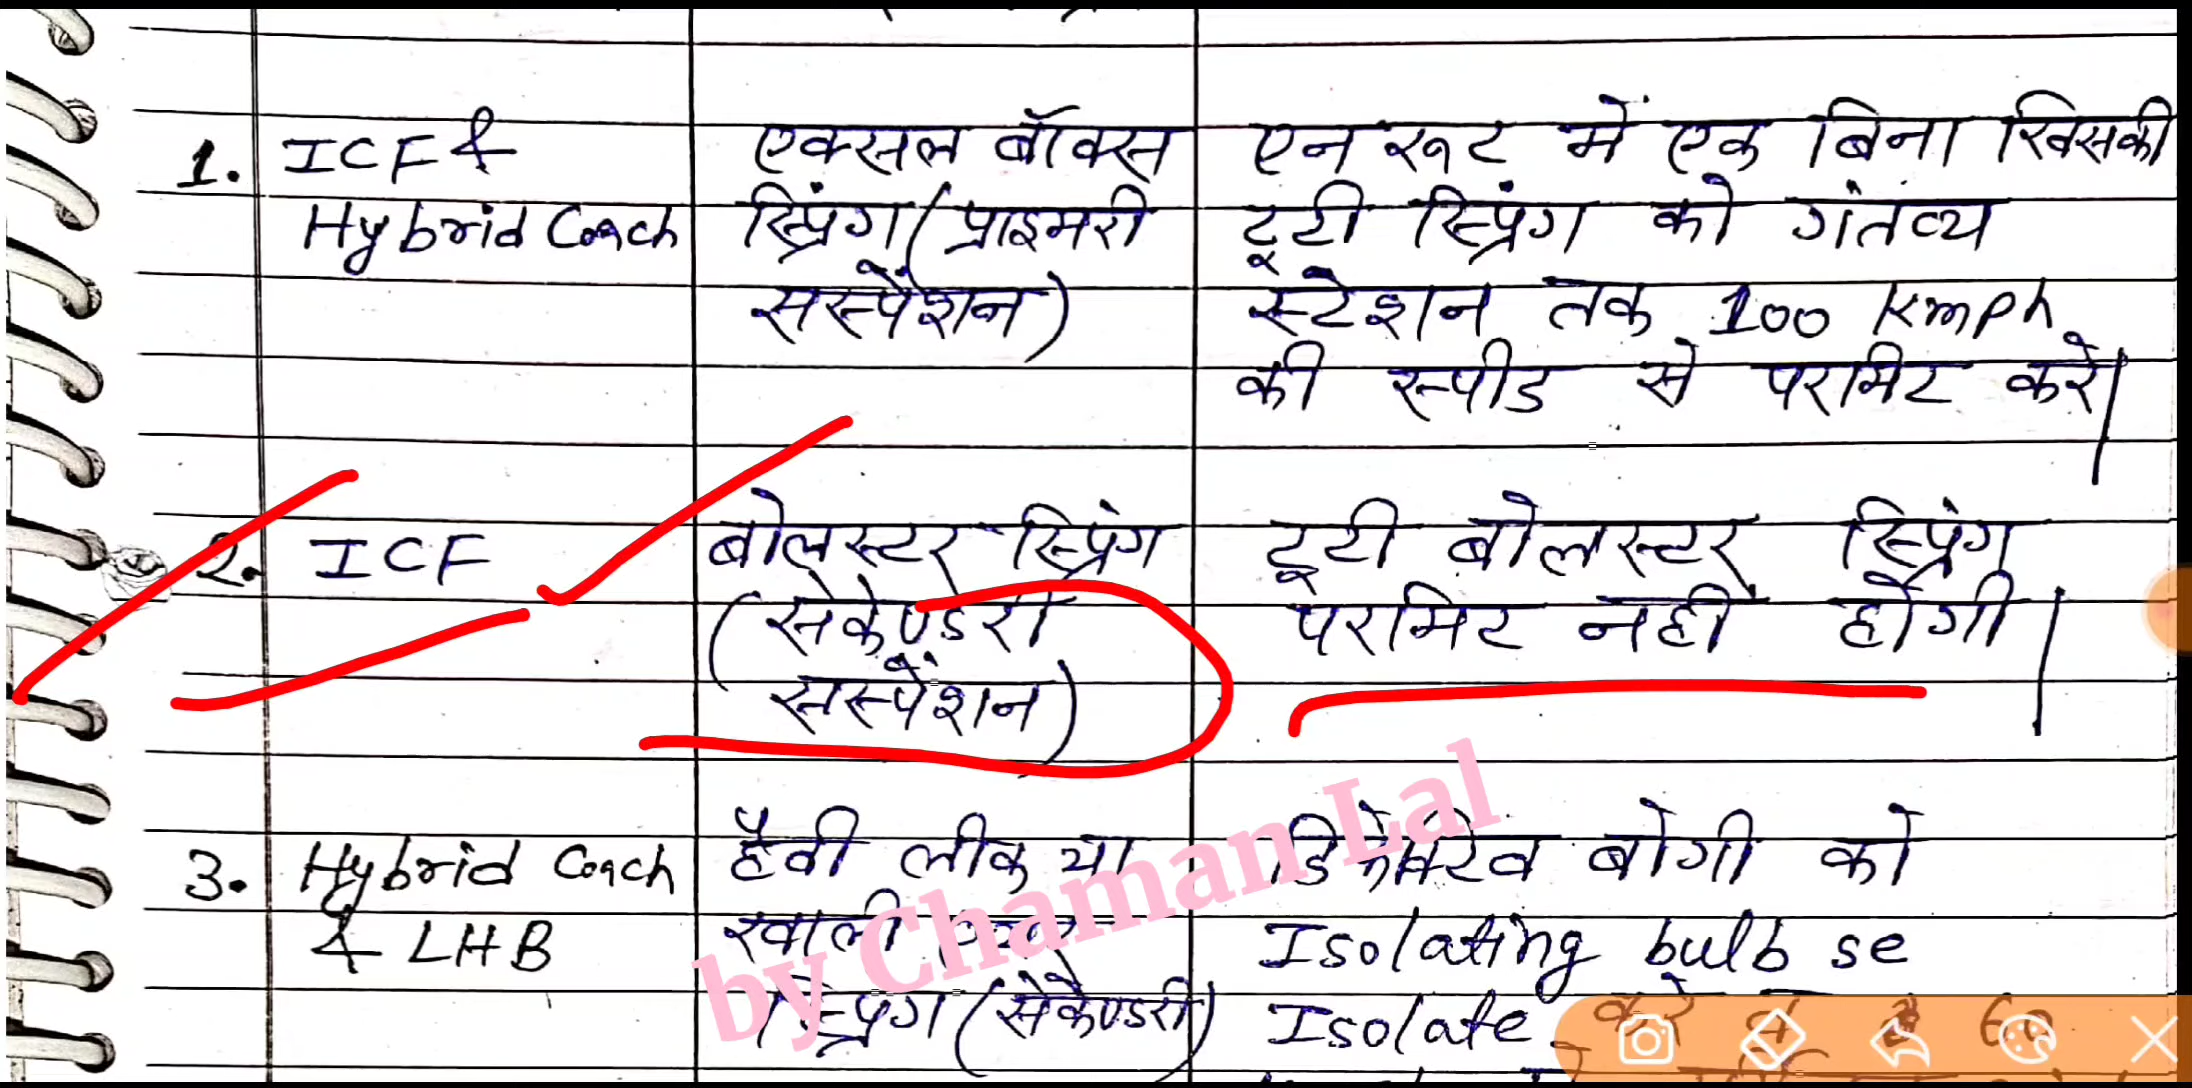 1. ICF & एक्सल बॉक्स एन रूट में एक बिना खिसकी
Hybrid Coach स्प्रिंग (प्राइमरी टूटी स्प्रिंग को गंतव्य
सस्पेंशन) स्टेशन तक 100 Kmph
की स्पीड से परमिट करे।
2. ICF बोलस्टर स्प्रिंग टूटी बोलस्टर स्प्रिंग
(सेकेण्डरी परमिट नही होगी।
सस्पेंशन)
3. Hybrid Coach हैवी लीक या डिफेक्टिव बोगी को
& LHB खाली Isolating bulb se
स्प्रिंग (सेकेण्डरी) Isolate करे
by Chaman Lal